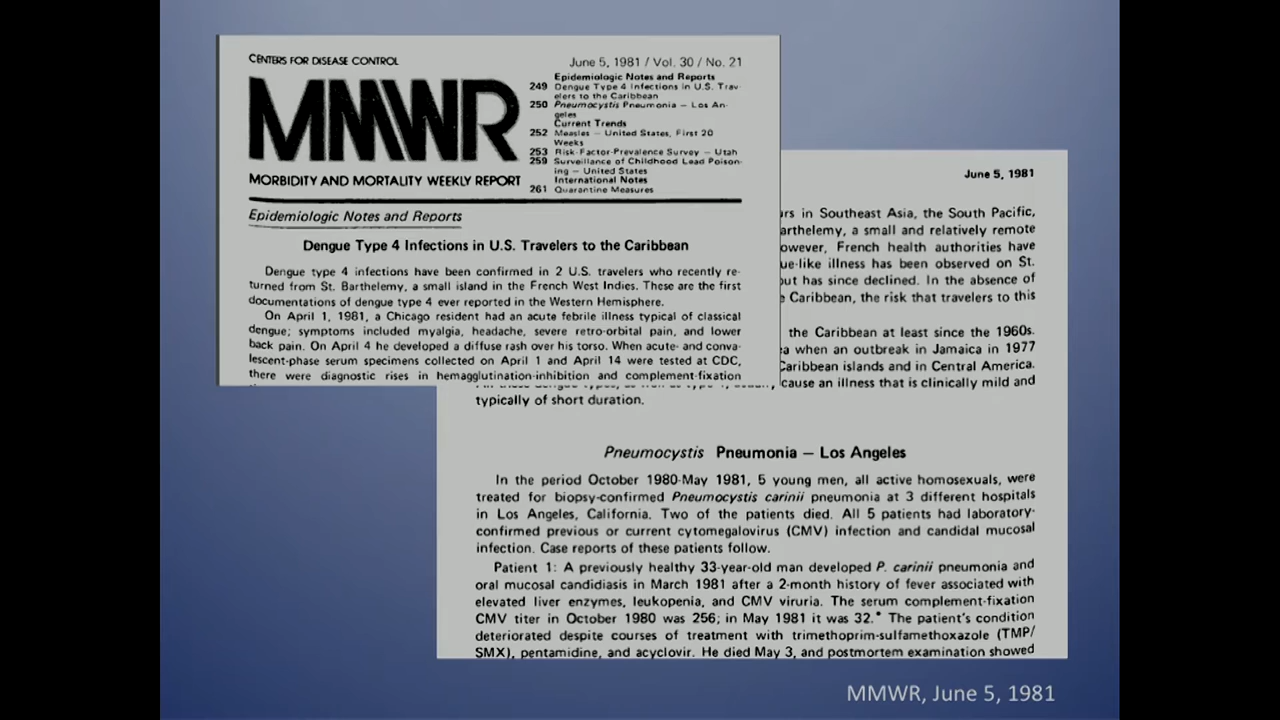 CENTERS FOR DISEASE CONTROL
June 5, 1981 / Vol. 30 / No. 21
MMWR
MORBIDITY AND MORTALITY WEEKLY REPORT
Epidemiologic Notes and Reports
249 Dengue Type 4 Infections in U.S. Trav-
elers to the Caribbean
250 Pneumocystis Pneumonia – Los An-
geles
Current Trends
252 Measles – United States, First 20
Weeks
253 Risk-Factor-Prevalence Survey – Utah
259 Surveillance of Childhood Lead Poison-
ing – United States
International Notes
261 Quarantine Measures
Epidemiologic Notes and Reports
Dengue Type 4 Infections in U.S. Travelers to the Caribbean
Dengue type 4 infections have been confirmed in 2 U.S. travelers who recently re-
turned from St. Barthelemy, a small island in the French West Indies. These are the first
documentations of dengue type 4 ever reported in the Western Hemisphere.
On April 1, 1981, a Chicago resident had an acute febrile illness typical of classical
dengue; symptoms included myalgia, headache, severe retro-orbital pain, and lower
back pain. On April 4 he developed a diffuse rash over his torso. When acute- and conva-
lescent-phase serum specimens collected on April 1 and April 14 were tested at CDC,
there were diagnostic rises in hemagglutination-inhibition and complement-fixation
June 5, 1981
in Southeast Asia, the South Pacific,
a small and relatively remote
French health authorities have
illness has been observed on St.
has since declined. In the absence of
Caribbean, the risk that travelers to this
the Caribbean at least since the 1960s.
when an outbreak in Jamaica in 1977
Caribbean islands and in Central America.
cause an illness that is clinically mild and
typically of short duration.
Pneumocystis Pneumonia – Los Angeles
In the period October 1980-May 1981, 5 young men, all active homosexuals, were
treated for biopsy-confirmed Pneumocystis carinii pneumonia at 3 different hospitals
in Los Angeles, California. Two of the patients died. All 5 patients had laboratory-
confirmed previous or current cytomegalovirus (CMV) infection and candidal mucosal
infection. Case reports of these patients follow.
Patient 1: A previously healthy 33-year-old man developed P. carinii pneumonia and
oral mucosal candidiasis in March 1981 after a 2-month history of fever associated with
elevated liver enzymes, leukopenia, and CMV viruria. The serum complement-fixation
CMV titer in October 1980 was 256; in May 1981 it was 32.* The patient's condition
deteriorated despite courses of treatment with trimethoprim-sulfamethoxazole (TMP/
SMX), pentamidine, and acyclovir. He died May 3, and postmortem examination showed
MMWR, June 5, 1981